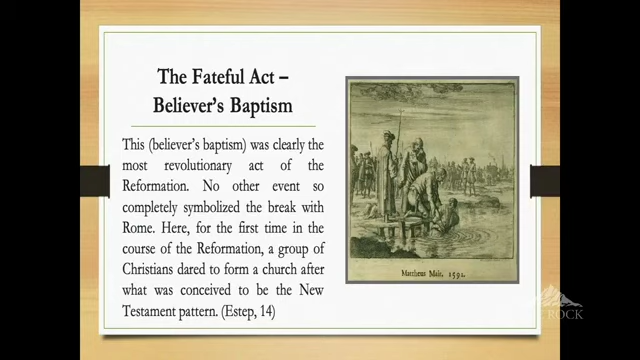 The Fateful Act –
Believer's Baptism
This (believer's baptism) was clearly the
most revolutionary act of the
Reformation. No other event so
completely symbolized the break with
Rome. Here, for the first time in the
course of the Reformation, a group of
Christians dared to form a church after
what was conceived to be the New
Testament pattern. (Estep, 14)
Mattheus Mair, 1592.
ROCK